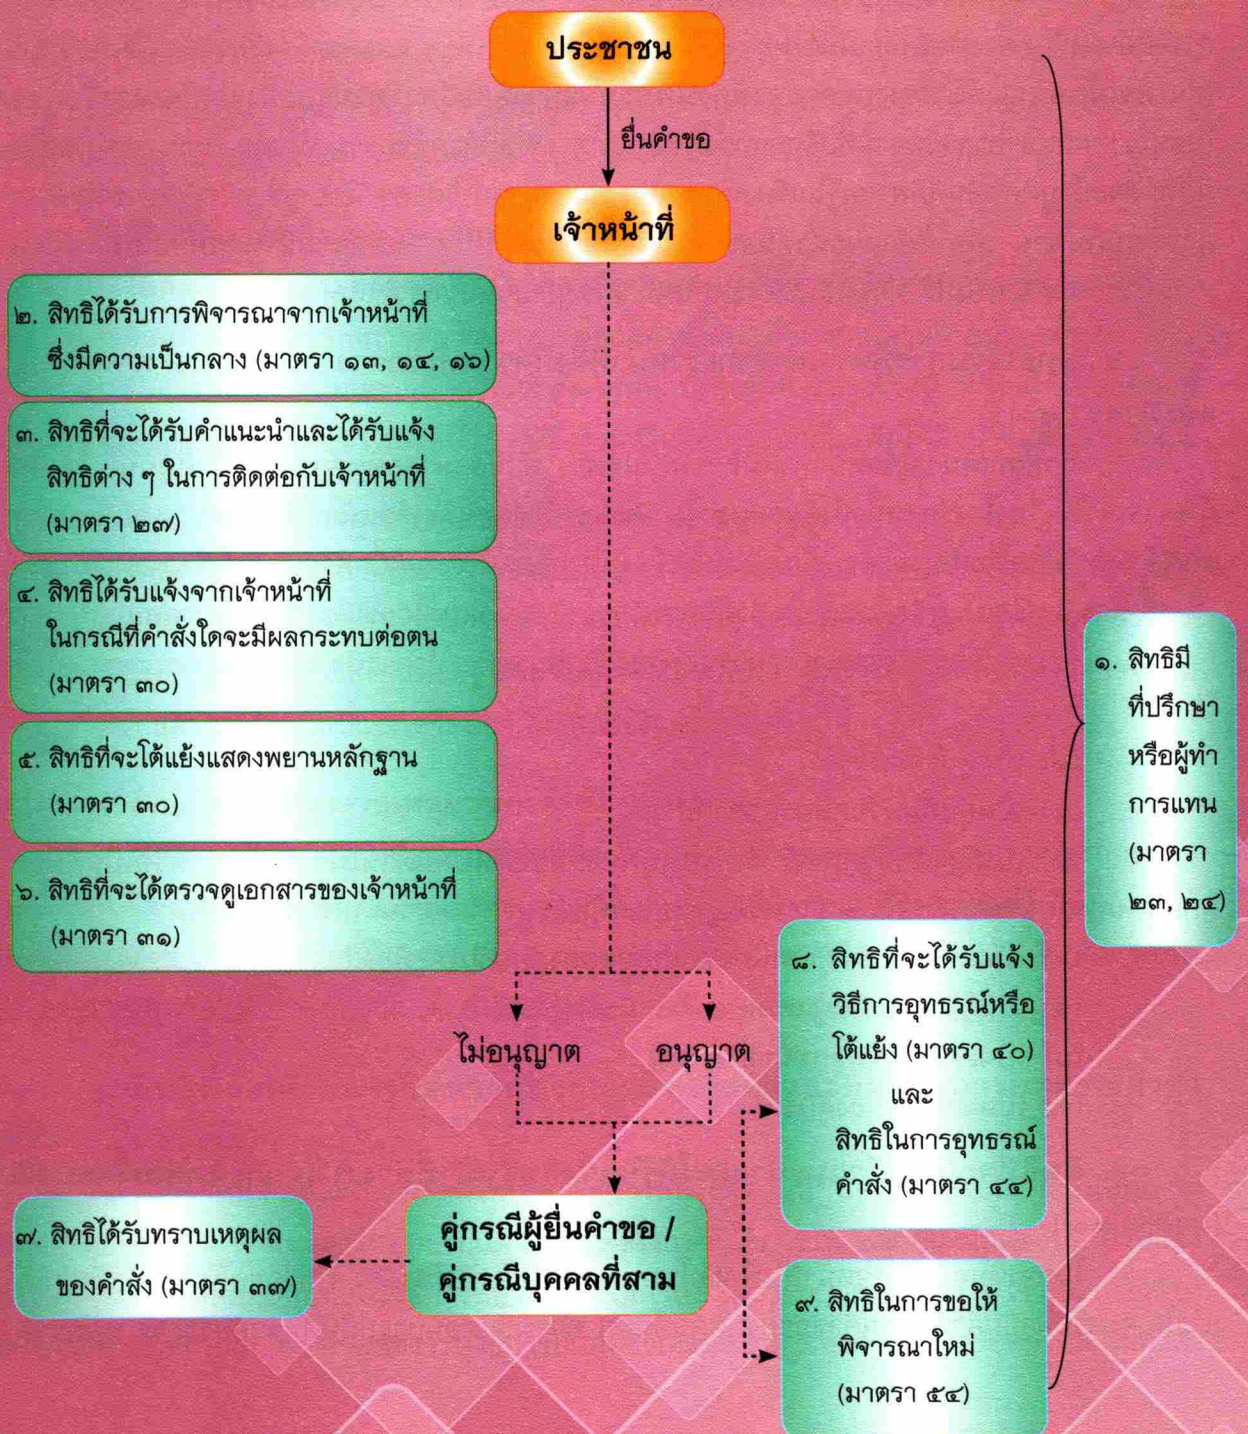 ประชาชน
ยื่นคำขอ
เจ้าหน้าที่
๒. สิทธิได้รับการพิจารณาจากเจ้าหน้าที่
ซึ่งมีความเป็นกลาง (มาตรา ๑๓, ๑๔, ๑๖)
๓. สิทธิที่จะได้รับคำแนะนำและได้รับแจ้ง
สิทธิต่าง ๆ ในการติดต่อกับเจ้าหน้าที่
(มาตรา ๒๗)
๔. สิทธิได้รับแจ้งจากเจ้าหน้าที่
ในกรณีที่คำสั่งใดจะมีผลกระทบต่อตน
(มาตรา ๓๐)
๕. สิทธิที่จะโต้แย้งแสดงพยานหลักฐาน
(มาตรา ๓๐)
๖. สิทธิที่จะได้ตรวจดูเอกสารของเจ้าหน้าที่
(มาตรา ๓๑)
๑. สิทธิมี
ที่ปรึกษา
หรือผู้ทำ
การแทน
(มาตรา
๒๓, ๒๔)
ไม่อนุญาต
อนุญาต
๘. สิทธิที่จะได้รับแจ้ง
วิธีการอุทธรณ์หรือ
โต้แย้ง (มาตรา ๔๐)
และ
สิทธิในการอุทธรณ์
คำสั่ง (มาตรา ๔๔)
คู่กรณีผู้ยื่นคำขอ /
คู่กรณีบุคคลที่สาม
๗. สิทธิได้รับทราบเหตุผล
ของคำสั่ง (มาตรา ๓๗)
๙. สิทธิในการขอให้
พิจารณาใหม่
(มาตรา ๕๔)